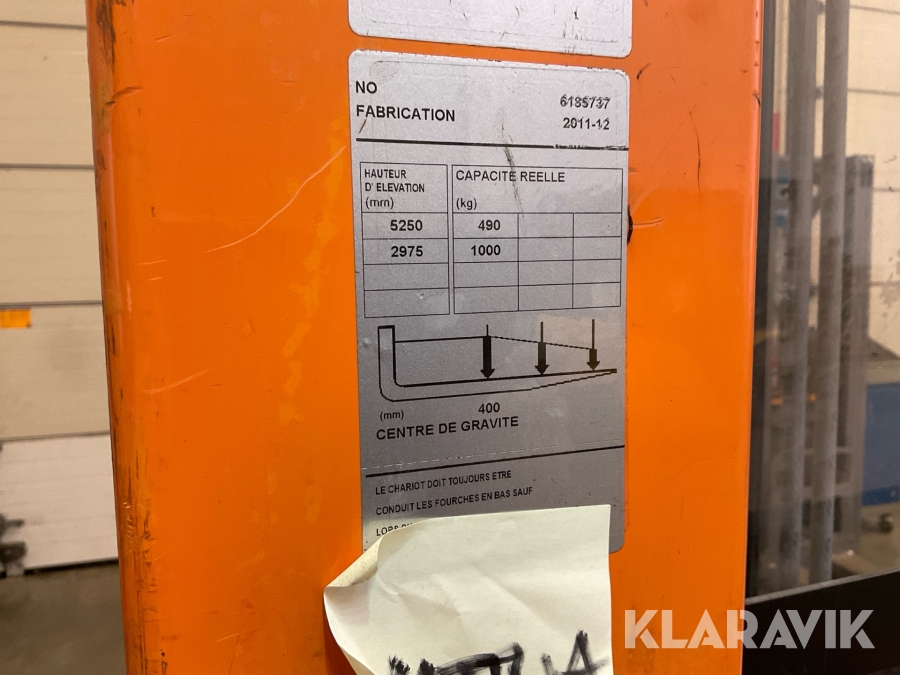 NO 6185737
FABRICATION 2011-12
HAUTEUR
D' ELEVATION
(mm)
CAPACITE REELLE
(kg)
5250 490
2975 1000
(mm) 400
CENTRE DE GRAVITE
LE CHARIOT DOIT TOUJOURS ETRE
CONDUIT LES FOURCHES EN BAS SAUF
KLARAVIK